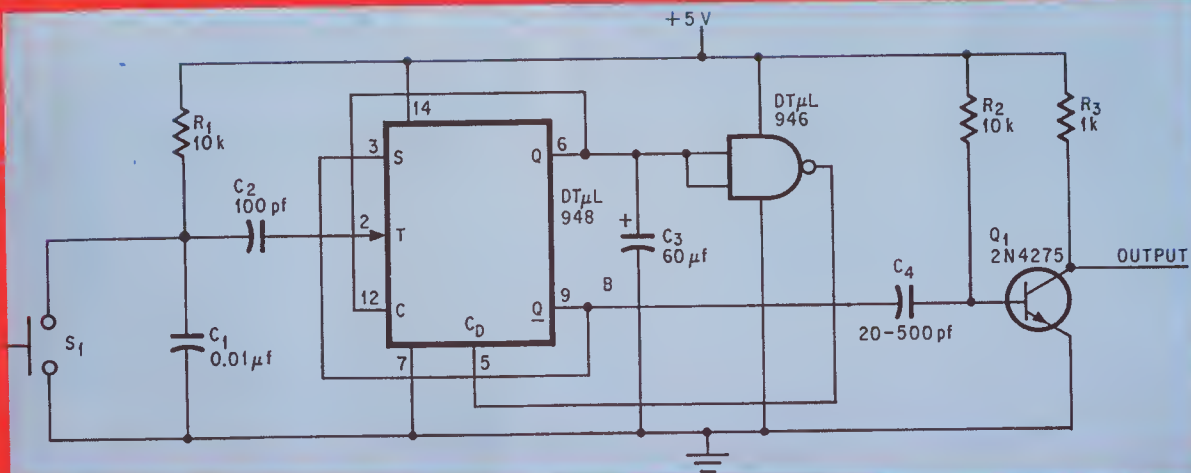 +5 V
R1
10 k
14
DTμL
946
R2
10 k
R3
1k
3
S
Q
6
C2
100 pf
2
T
DTμL
948
+
C3
60 μf
Q1
2N4275
OUTPUT
B
C4
20-500 pf
12
C
Q
9
CD
S1
C1
0.01 μf
7
5